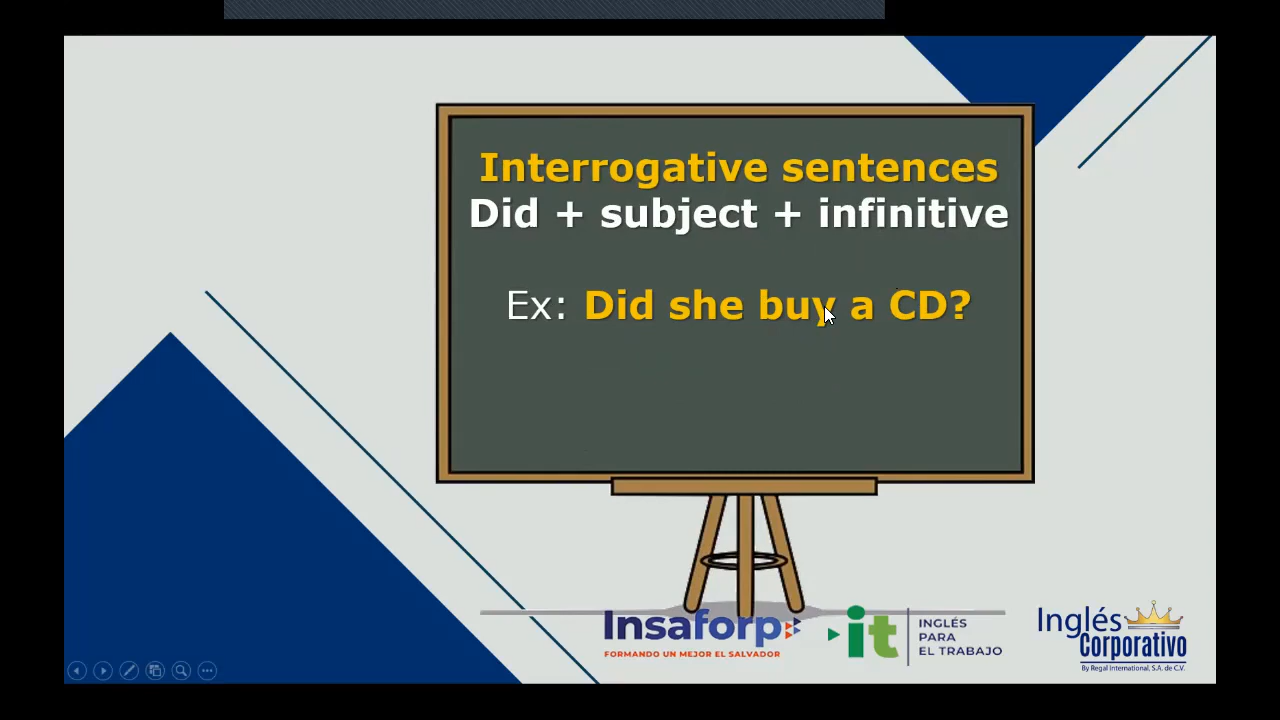 Interrogative sentences
Did + subject + infinitive
Ex: Did she buy a CD?
Insaforp
FORMANDO UN MEJOR EL SALVADOR
it
INGLÉS
PARA
EL TRABAJO
Inglés
Corporativo
By Regal International, S.A. de C.V.